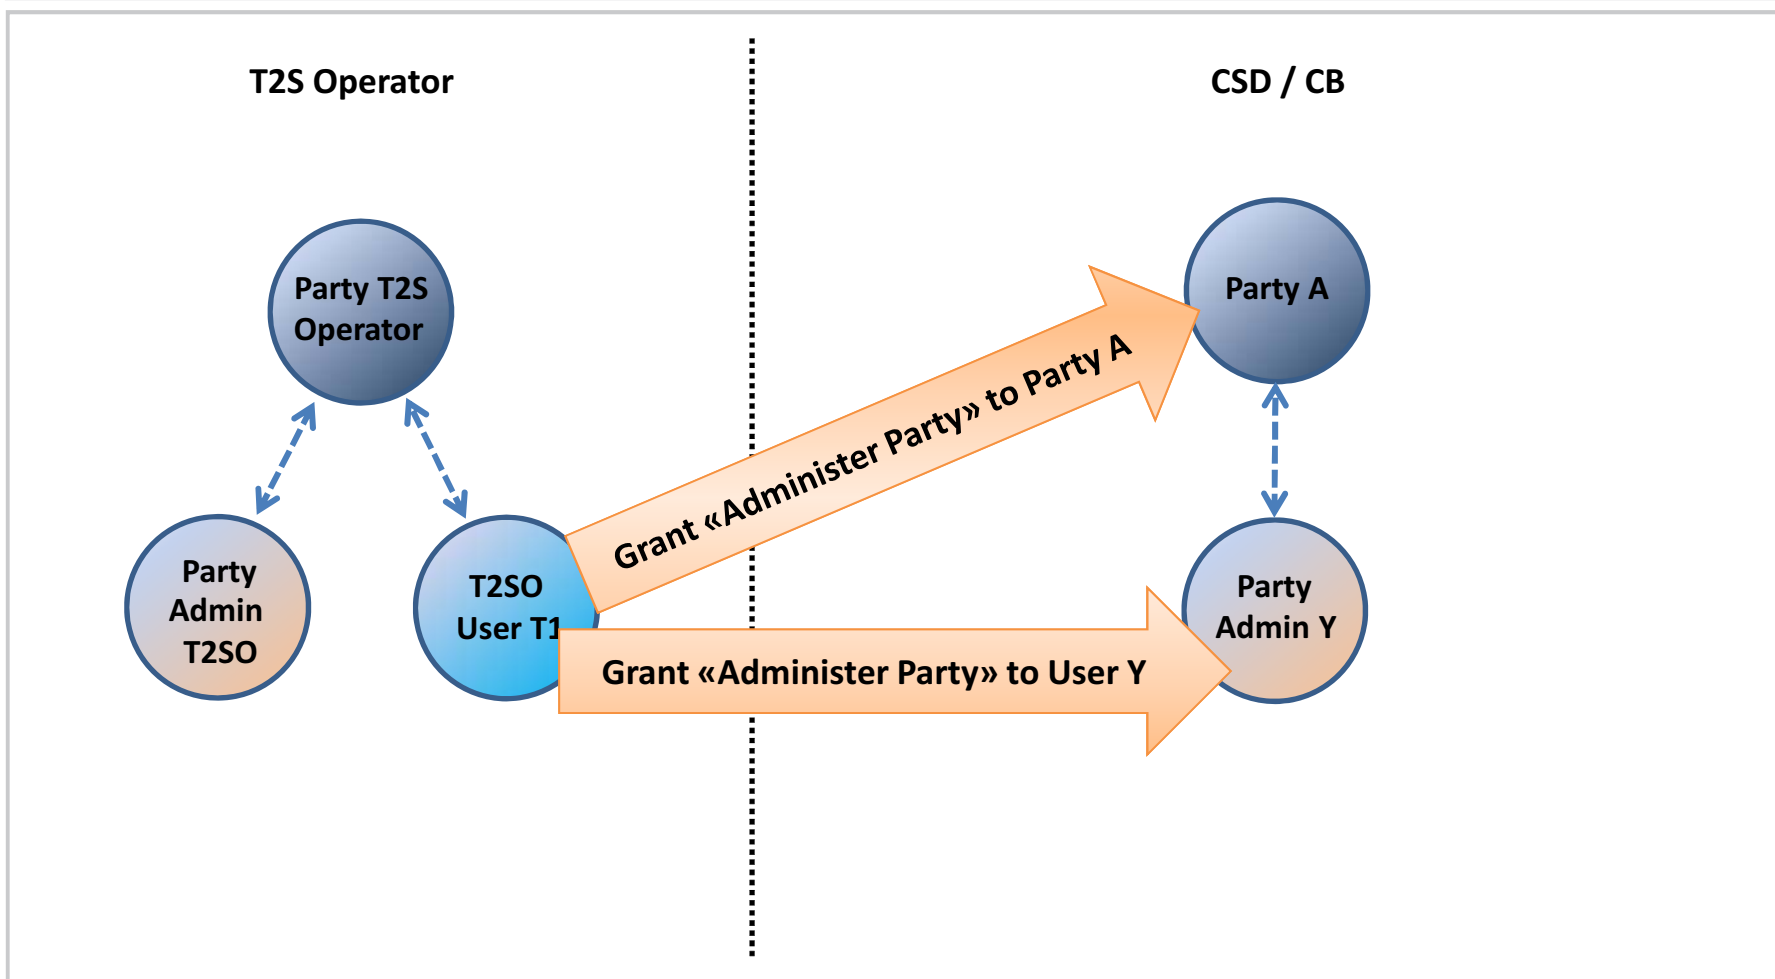 T2S Operator
CSD / CB
Party T2S
Operator
Party A
Grant «Administer Party» to Party A
Party
Admin
T2SO
T2SO
User T1
Party
Admin Y
Grant «Administer Party» to User Y